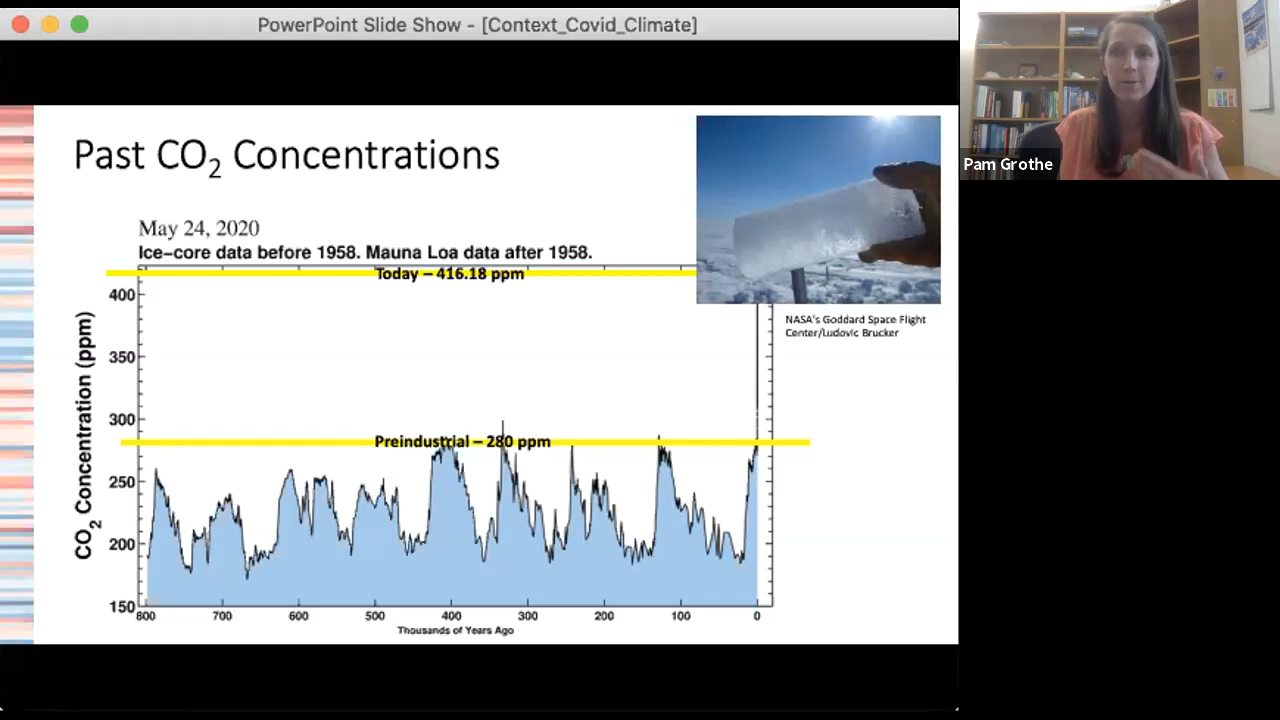 PowerPoint Slide Show - [Context_Covid_Climate]
Pam Grothe
Past CO2 Concentrations
May 24, 2020
Ice-core data before 1958. Mauna Loa data after 1958.
Today – 416.18 ppm
400
350
300
250
200
150
CO2 Concentration (ppm)
Preindustrial – 280 ppm
800 700 600 500 400 300 200 100 0
Thousands of Years Ago
NASA's Goddard Space Flight
Center/Ludovic Brucker